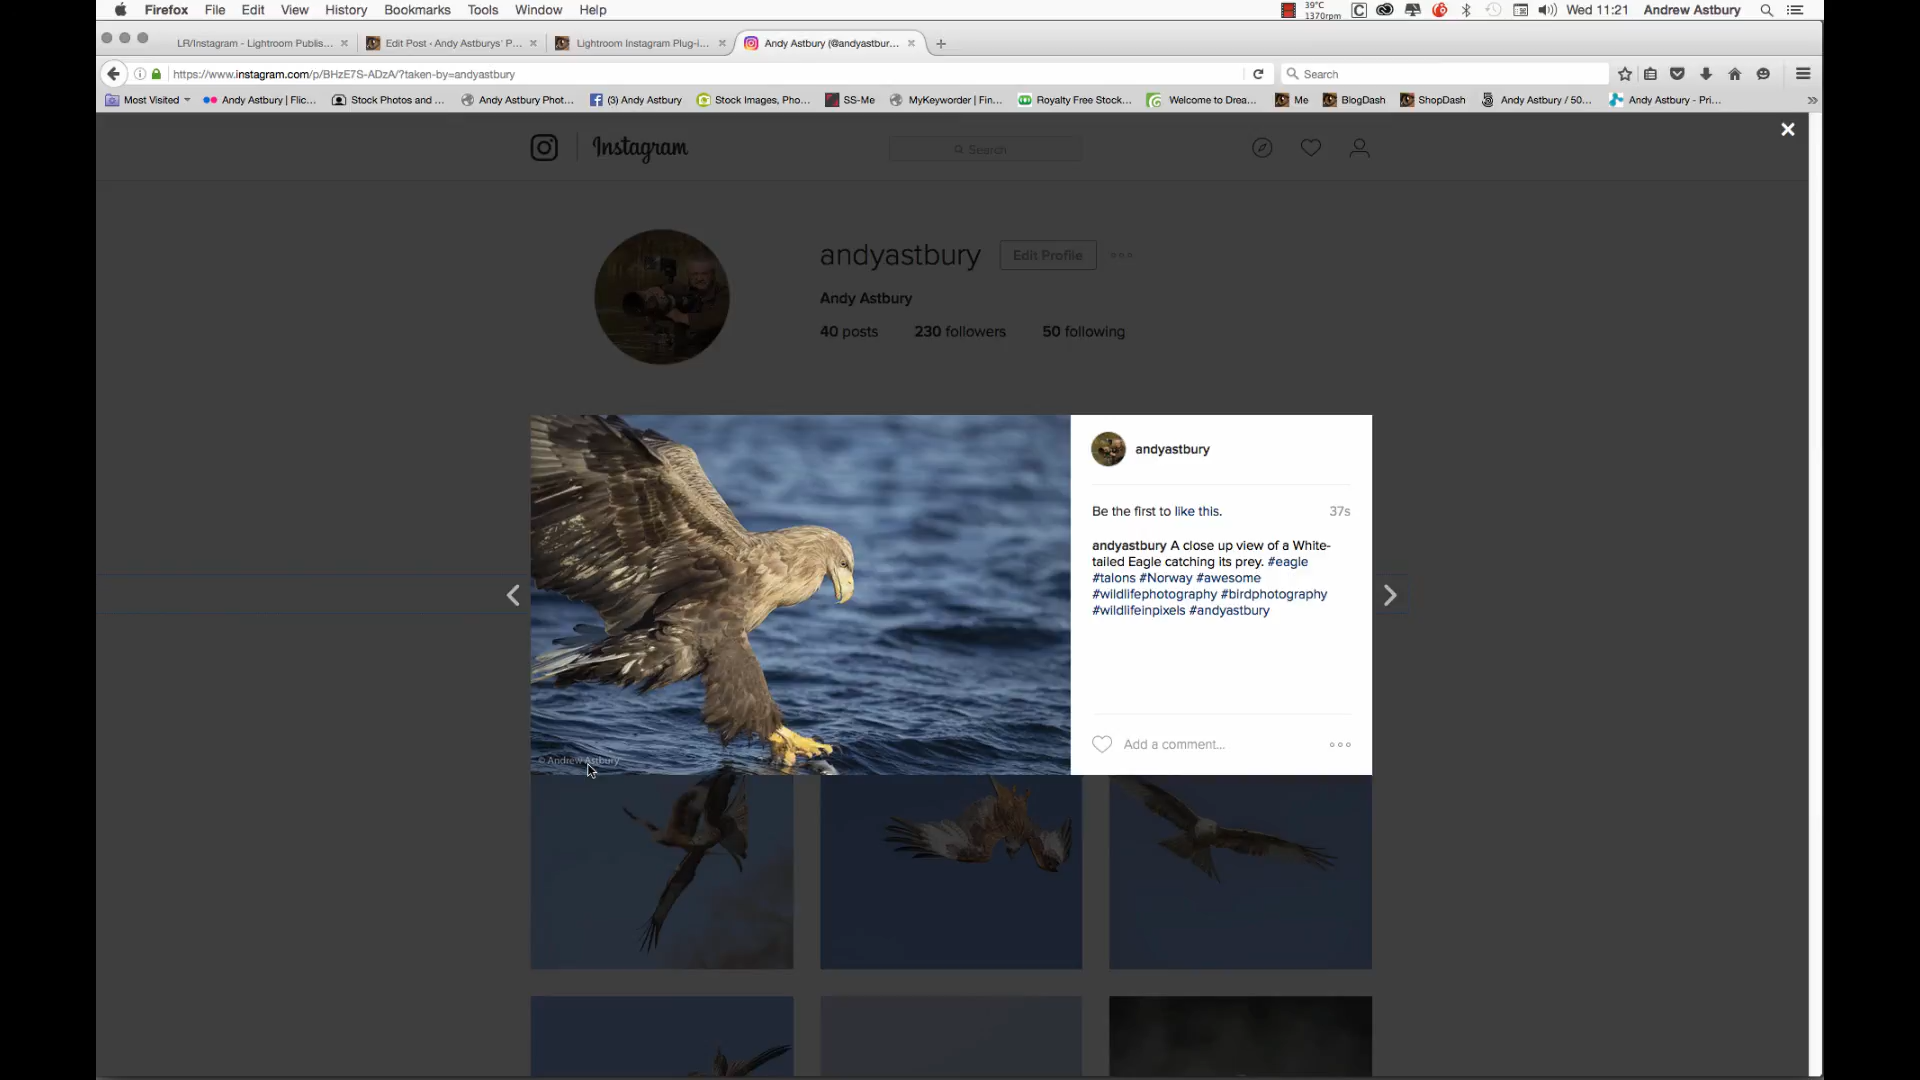 Firefox File Edit View History Bookmarks Tools Window Help 39°C 1370rpm Wed 11:21 Andrew Astbury
LR/Instagram - Lightroom Publis... Edit Post ‹ Andy Astburys' P... Lightroom Instagram Plug-i... Andy Astbury (@andyastbur...
https://www.instagram.com/p/BHzE7S-ADzA/?taken-by=andyastbury Search
Most Visited Andy Astbury | Flic... Stock Photos and ... Andy Astbury Phot... (3) Andy Astbury Stock Images, Pho... SS-Me MyKeyworder | Fin... Royalty Free Stock... Welcome to Drea... Me BlogDash ShopDash Andy Astbury / 50... Andy Astbury - Pri...
Instagram Search
andyastbury Edit Profile
Andy Astbury
40 posts 230 followers 50 following
andyastbury
Be the first to like this. 37s
andyastbury A close up view of a White-
tailed Eagle catching its prey. #eagle
#talons #Norway #awesome
#wildlifephotography #birdphotography
#wildlifeinpixels #andyastbury
Add a comment...
© Andrew Astbury